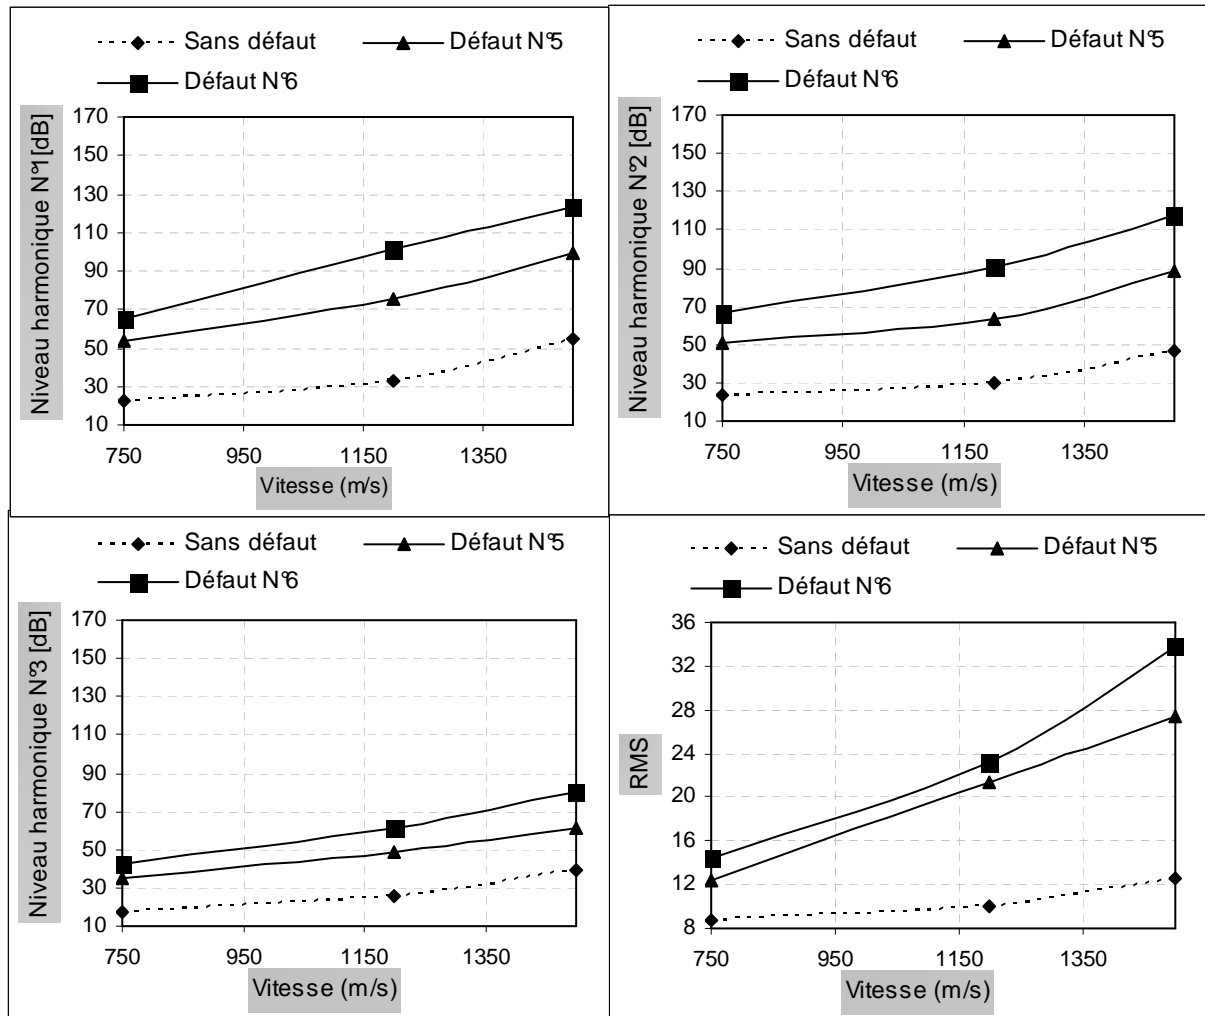 Sans défaut
Défaut N°5
Défaut N°6
Niveau harmonique N°1[dB]
170
150
130
110
90
70
50
30
10
750 950 1150 1350
Vitesse (m/s)
Sans défaut
Défaut N°5
Défaut N°6
Niveau harmonique N°2 [dB]
170
150
130
110
90
70
50
30
10
750 950 1150 1350
Vitesse (m/s)
Sans défaut
Défaut N°5
Défaut N°6
Niveau harmonique N°3 [dB]
170
150
130
110
90
70
50
30
10
750 950 1150 1350
Vitesse (m/s)
Sans défaut
Défaut N°5
Défaut N°6
RMS
36
32
28
24
20
16
12
8
750 950 1150 1350
Vitesse (m/s)